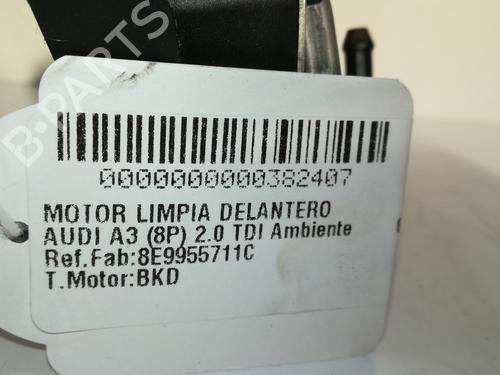 B-PARTS
0000000000382407
MOTOR LIMPIA DELANTERO
AUDI A3 (8P) 2.0 TDI Ambiente
Ref.Fab:8E9955711C
T.Motor:BKD